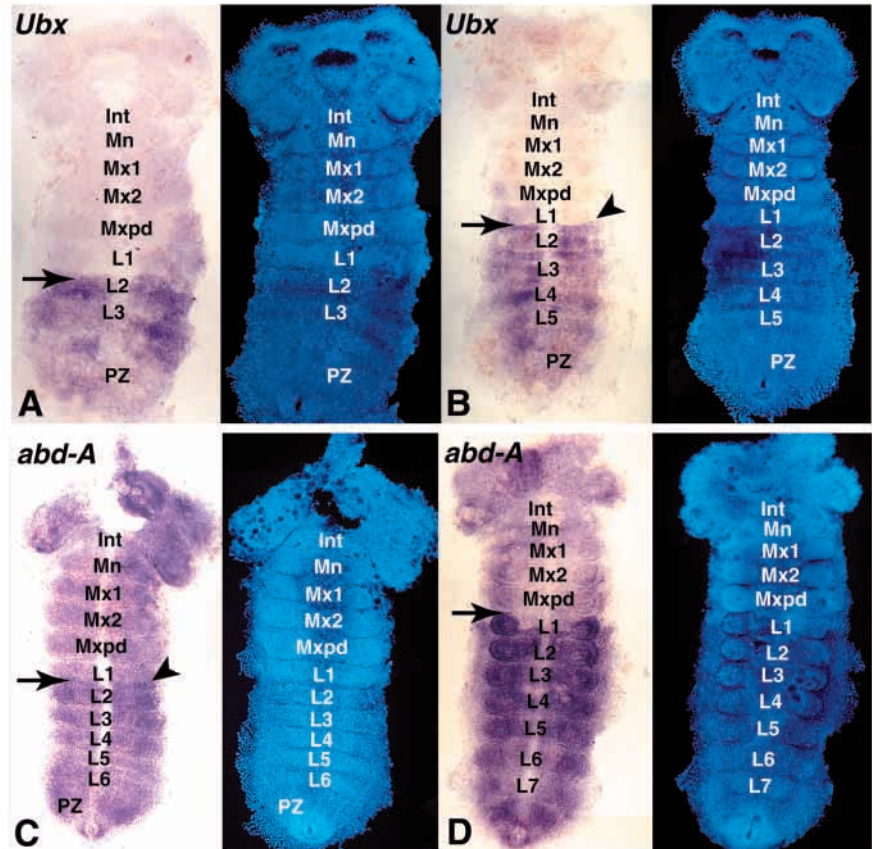 Ubx
Int
Mn
Mx1
Mx2
Mxpd
L1
L2
L3
PZ
A
Int
Mn
Mx1
Mx2
Mxpd
L1
L2
L3
PZ
Ubx
Int
Mn
Mx1
Mx2
Mxpd
L1
L2
L3
L4
L5
PZ
B
Int
Mn
Mx1
Mx2
Mxpd
L1
L2
L3
L4
L5
PZ
abd-A
Int
Mn
Mx1
Mx2
Mxpd
L1
L2
L3
L4
L5
L6
PZ
C
Int
Mn
Mx1
Mx2
Mxpd
L1
L2
L3
L4
L5
L6
PZ
abd-A
Int
Mn
Mx1
Mx2
Mxpd
L1
L2
L3
L4
L5
L6
L7
D
Int
Mn
Mx1
Mx2
Mxpd
L1
L2
L3
L4
L5
L6
L7